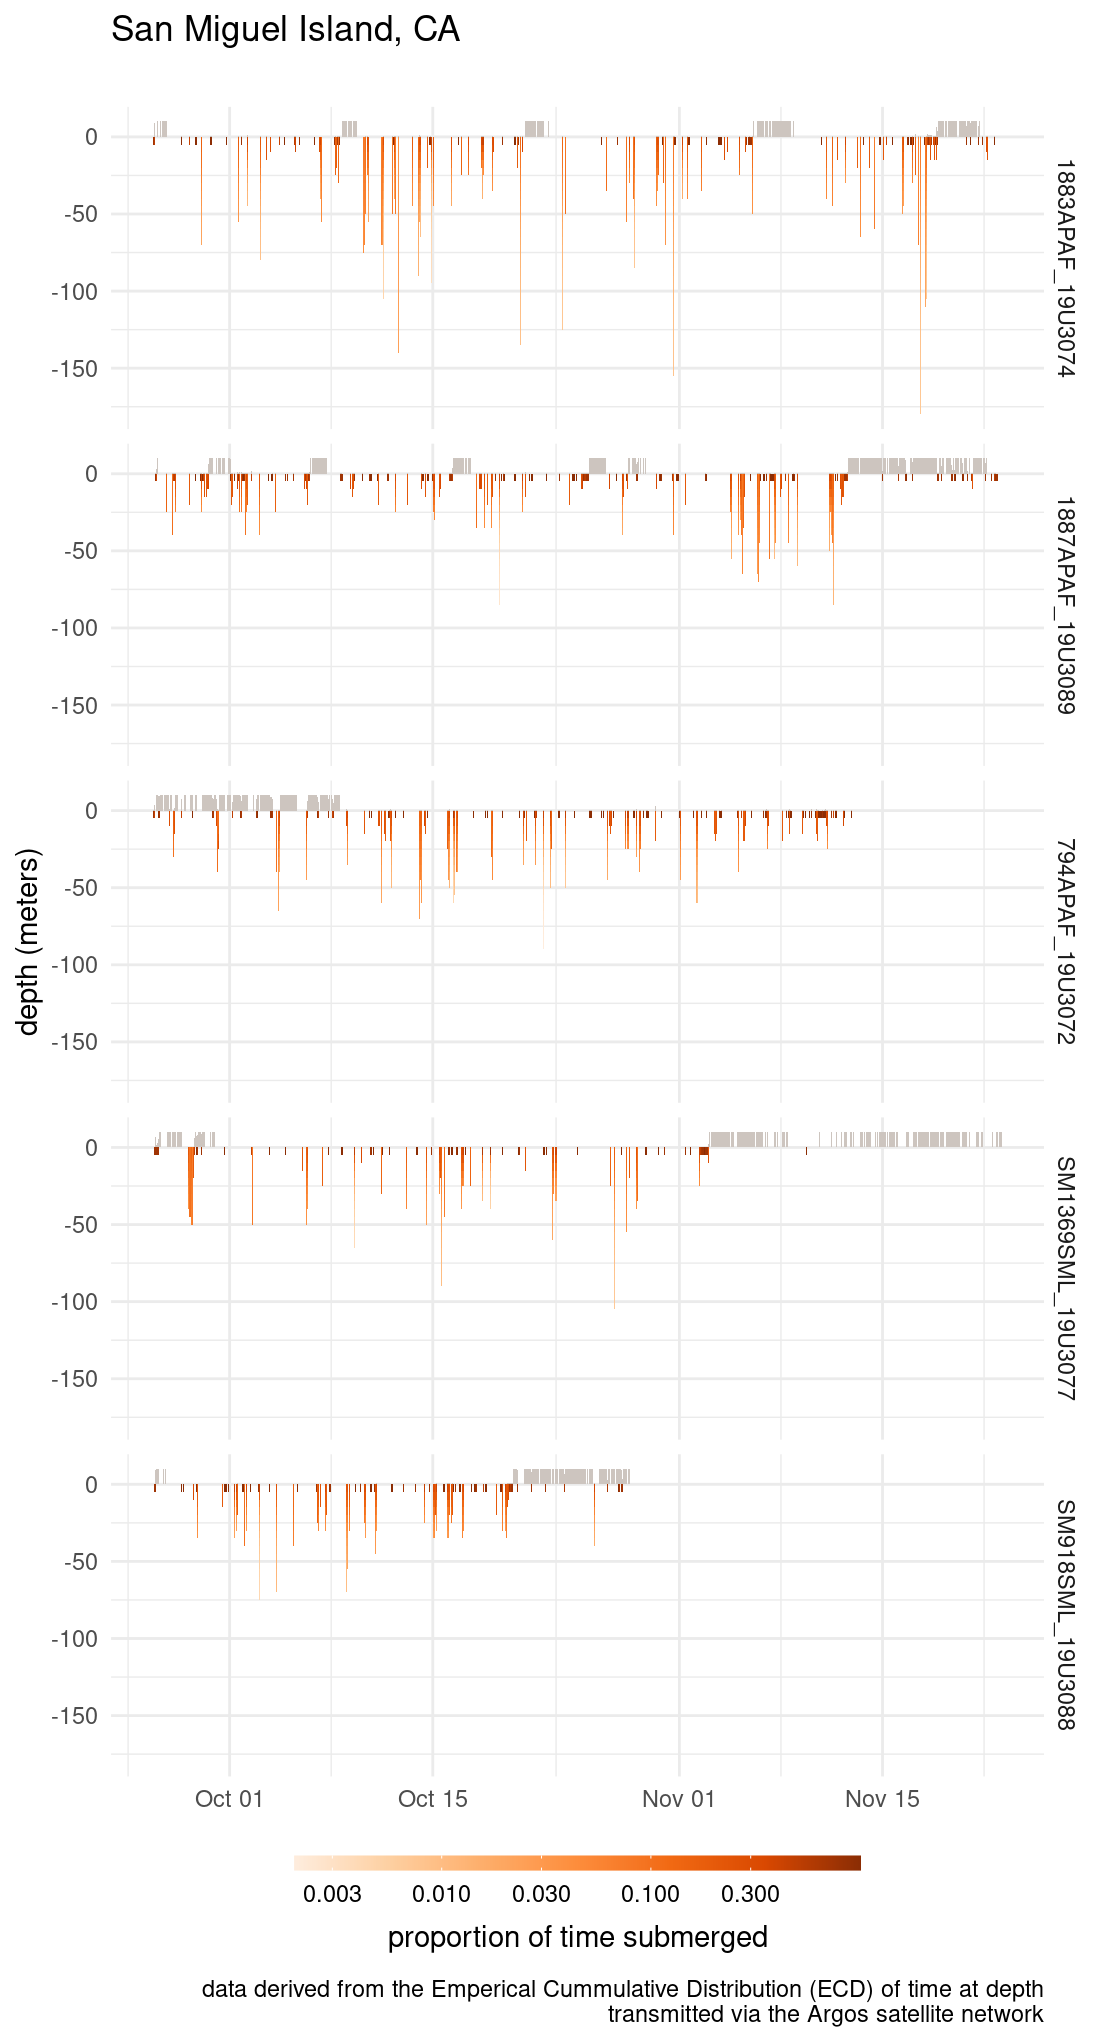 San Miguel Island, CA
0
-50
-100
-150
1883APAF_19U3074
0
-50
-100
-150
1887APAF_19U3089
depth (meters)
0
-50
-100
-150
794APAF_19U3072
0
-50
-100
-150
SM1369SML_19U3077
0
-50
-100
-150
SM918SML_19U3088
Oct 01 Oct 15 Nov 01 Nov 15
0.003 0.010 0.030 0.100 0.300
proportion of time submerged
data derived from the Emperical Cummulative Distribution (ECD) of time at depth
transmitted via the Argos satellite network